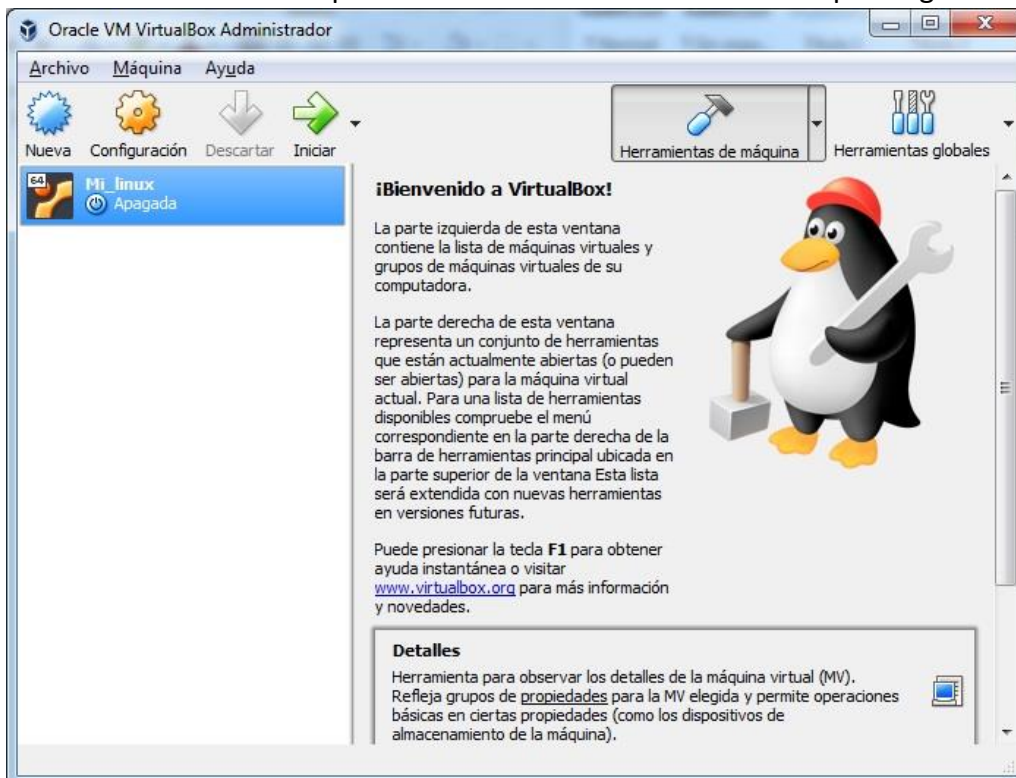 Oracle VM VirtualBox Administrador
Archivo Máquina Ayuda
Nueva Configuración Descartar Iniciar
Herramientas de máquina
Herramientas globales
64
Mi_linux
Apagada
¡Bienvenido a VirtualBox!
La parte izquierda de esta ventana
contiene la lista de máquinas virtuales y
grupos de máquinas virtuales de su
computadora.
La parte derecha de esta ventana
representa un conjunto de herramientas
que están actualmente abiertas (o pueden
ser abiertas) para la máquina virtual
actual. Para una lista de herramientas
disponibles compruebe el menú
correspondiente en la parte derecha de la
barra de herramientas principal ubicada en
la parte superior de la ventana Esta lista
será extendida con nuevas herramientas
en versiones futuras.
Puede presionar la tecla F1 para obtener
ayuda instantánea o visitar
www.virtualbox.org para más información
y novedades.
Detalles
Herramienta para observar los detalles de la máquina virtual (MV).
Refleja grupos de propiedades para la MV elegida y permite operaciones
básicas en ciertas propiedades (como los dispositivos de
almacenamiento de la máquina).